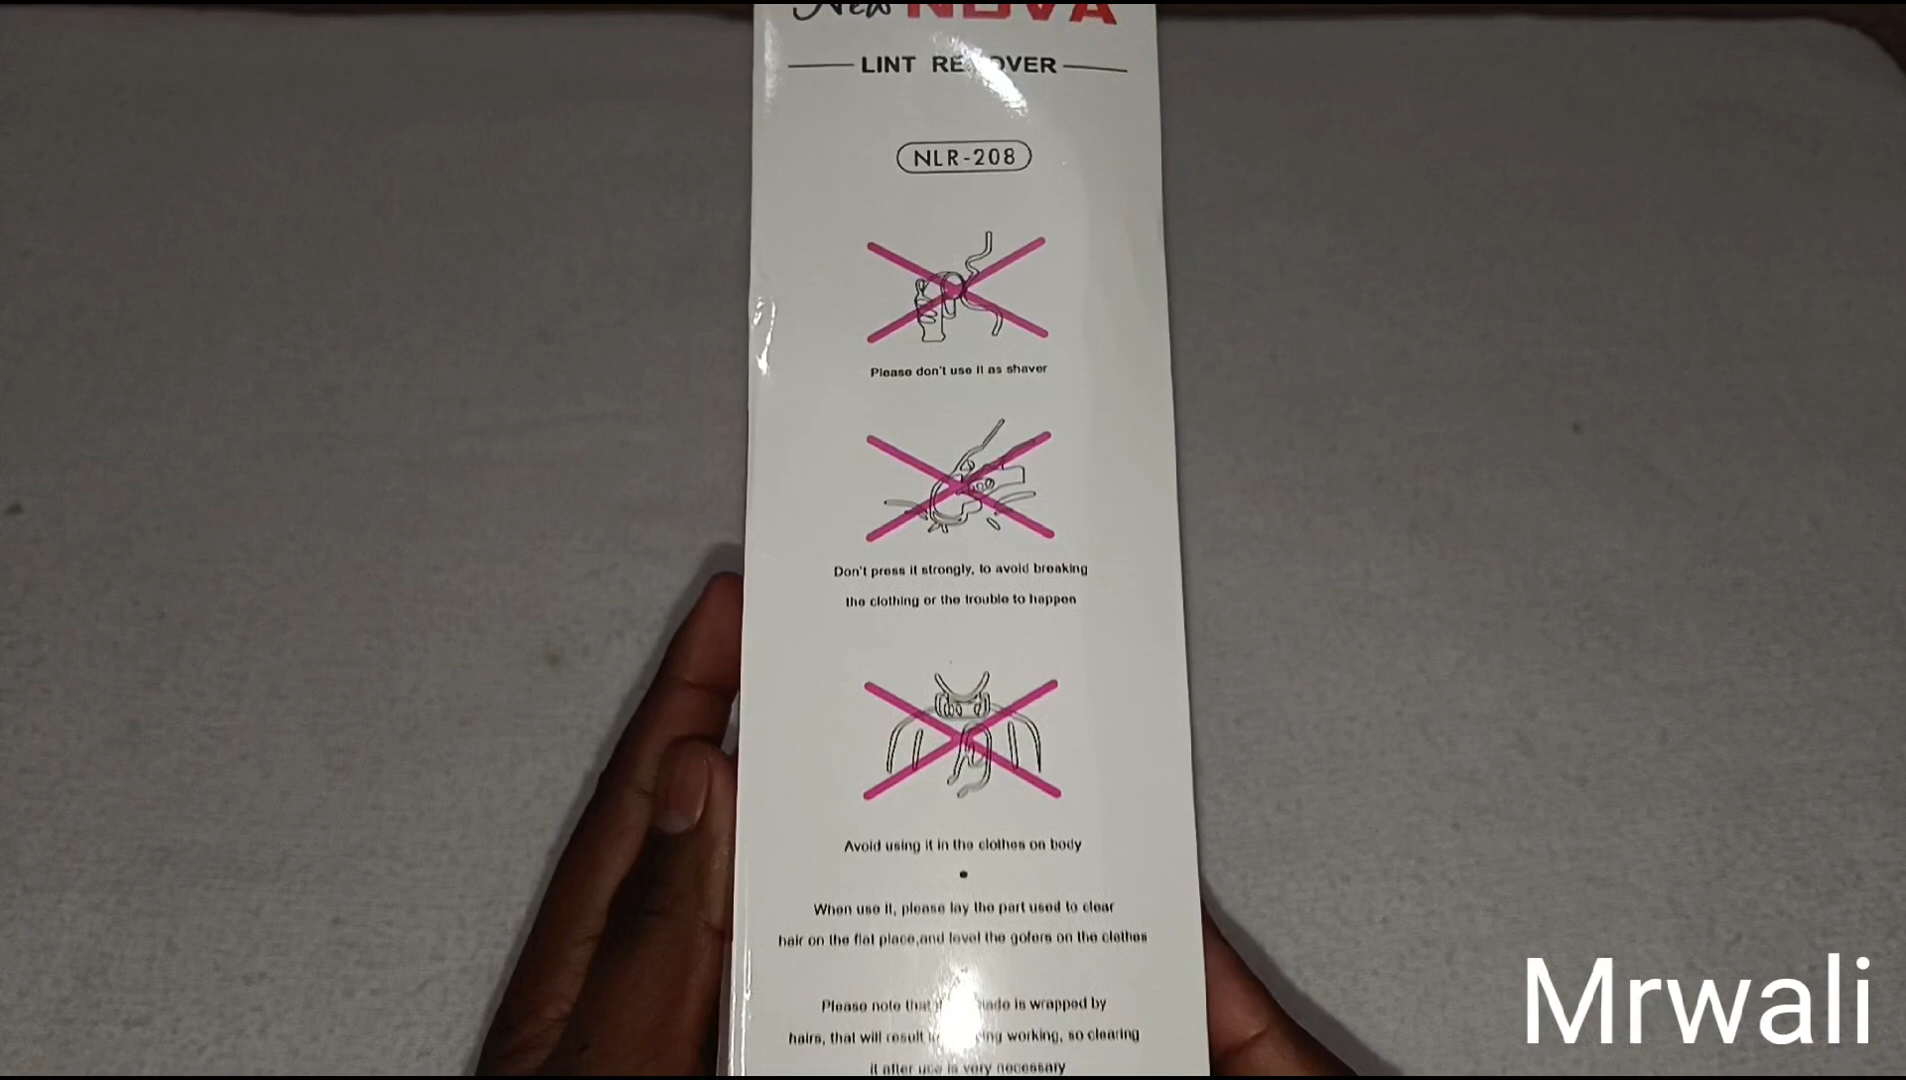 New NOVA
LINT REMOVER
NLR-208
Please don't use it as shaver
Don't press it strongly, to avoid breaking
the clothing or the trouble to happen
Avoid using it in the clothes on body
When use it, please lay the part used to clear
hair on the flat place,and level the gofers on the clothes
Please note that is wrapped by
hairs, that will result working, so clearing
it after use is very necessary
Mrwali